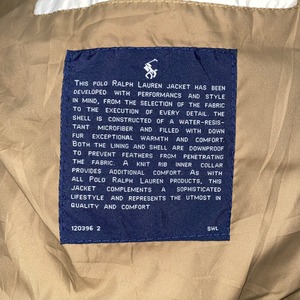 THIS POLO RALPH LAUREN JACKET HAS BEEN
DEVELOPED WITH PERFORMANCE AND STYLE
IN MIND, FROM THE SELECTION OF THE FABRIC
TO THE EXECUTION OF EVERY DETAIL. THE
SHELL IS CONSTRUCTED OF A WATER-RESIS-
TANT MICROFIBER AND FILLED WITH DOWN
FUR EXCEPTIONAL WARMTH AND COMFORT.
BOTH THE LINING AND SHELL ARE DOWNPROOF
TO PREVENT FEATHERS FROM PENETRATING
THE FABRIC. A KNIT RIB INNER COLLAR
PROVIDES ADDITIONAL COMFORT. AS WITH
ALL POLO RALPH LAUREN PRODUCTS, THIS
JACKET COMPLEMENTS A SOPHISTICATED
LIFESTYLE AND REPRESENTS THE UTMOST IN
QUALITY AND COMFORT
120396 2 SWL